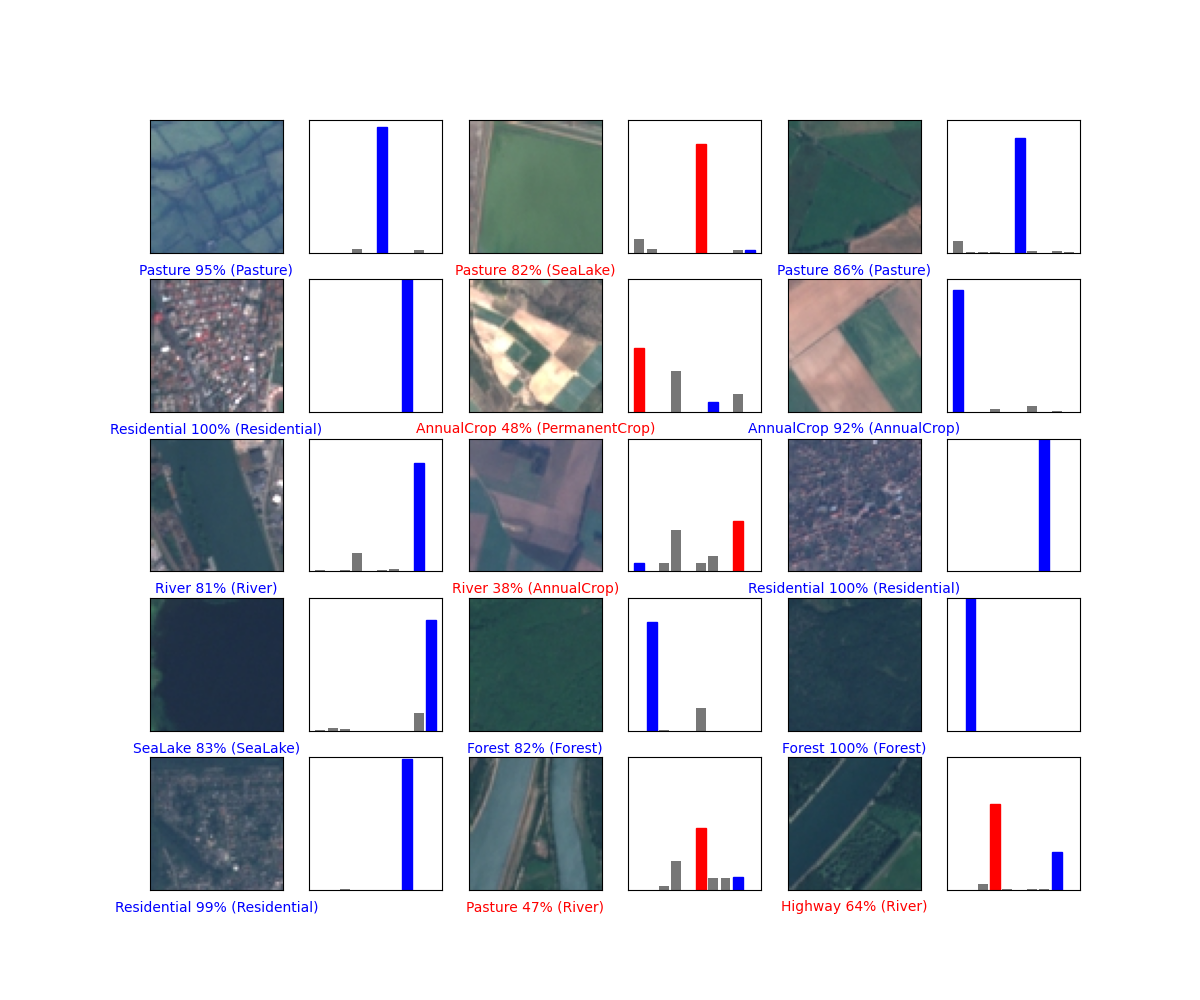 Pasture 95% (Pasture)
Pasture 82% (SeaLake)
Pasture 86% (Pasture)
Residential 100% (Residential)
AnnualCrop 48% (PermanentCrop)
AnnualCrop 92% (AnnualCrop)
River 81% (River)
River 38% (AnnualCrop)
Residential 100% (Residential)
SeaLake 83% (SeaLake)
Forest 82% (Forest)
Forest 100% (Forest)
Residential 99% (Residential)
Pasture 47% (River)
Highway 64% (River)